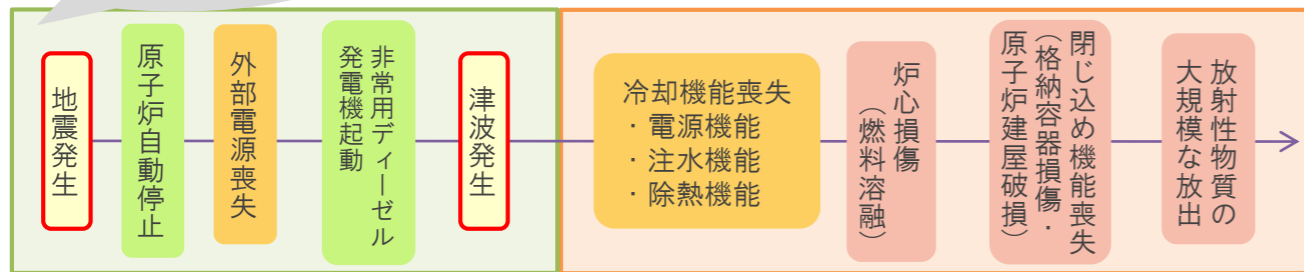 地震発生
原子炉自動停止
外部電源喪失
非常用ディーゼル
発電機起動
津波発生
冷却機能喪失
・電源機能
・注水機能
・除熱機能
炉心損傷
（燃料溶融）
閉じ込め機能喪失
（格納容器損傷・
原子炉建屋破損）
放射性物質の
大規模な放出